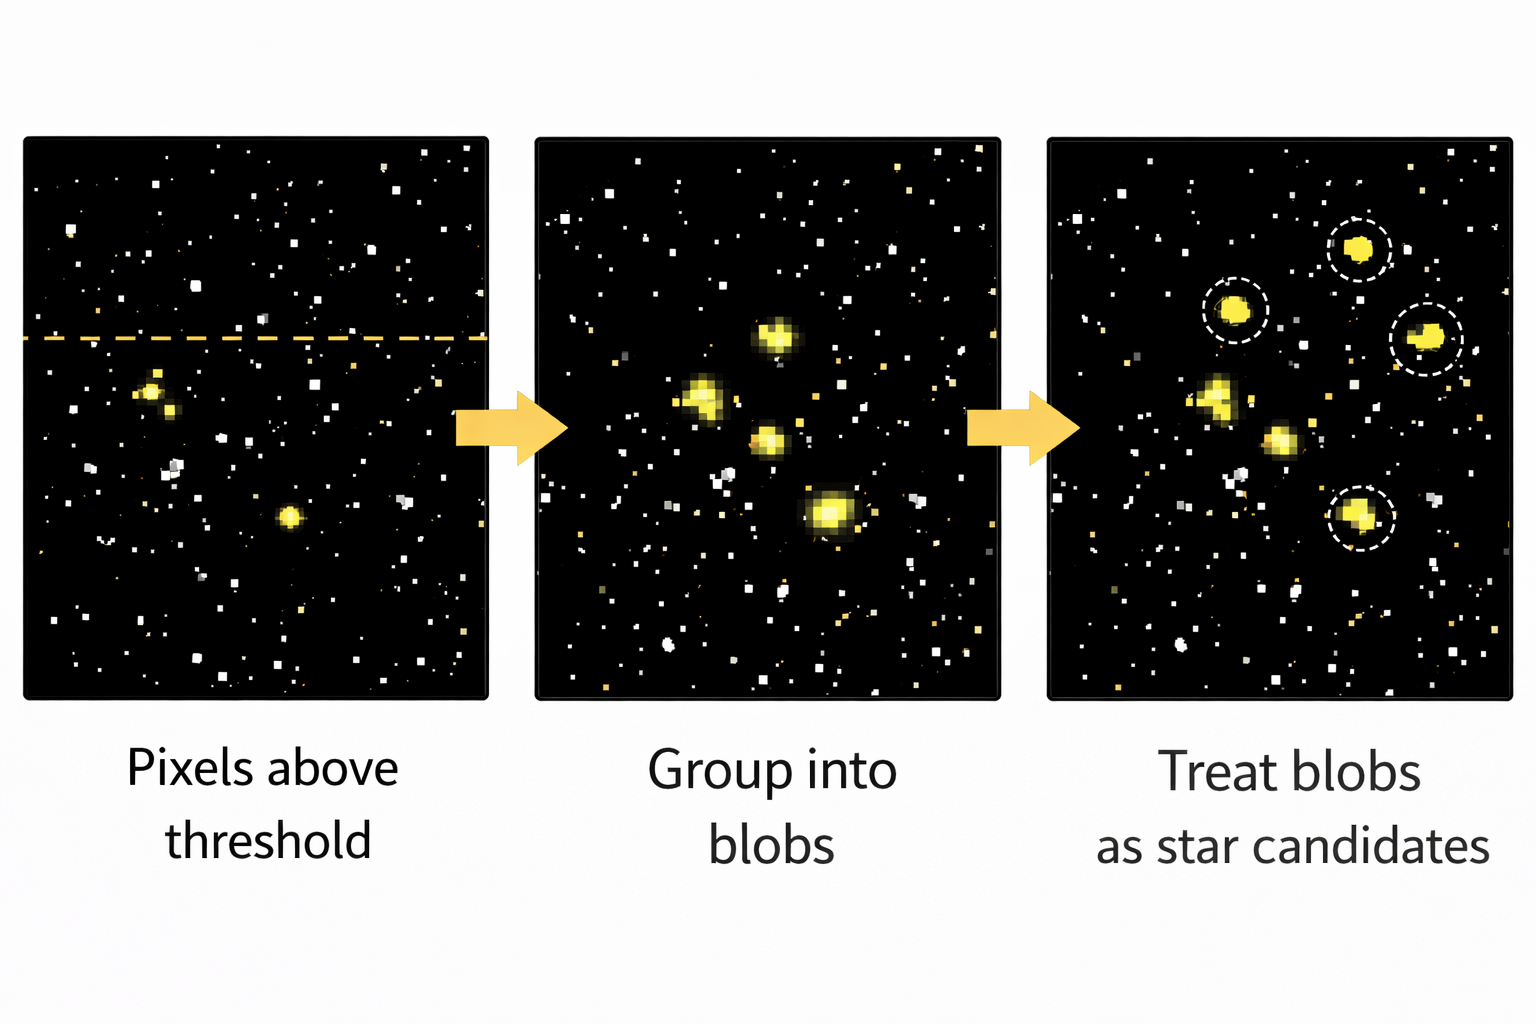 Pixels above
threshold
Group into
blobs
Treat blobs
as star candidates